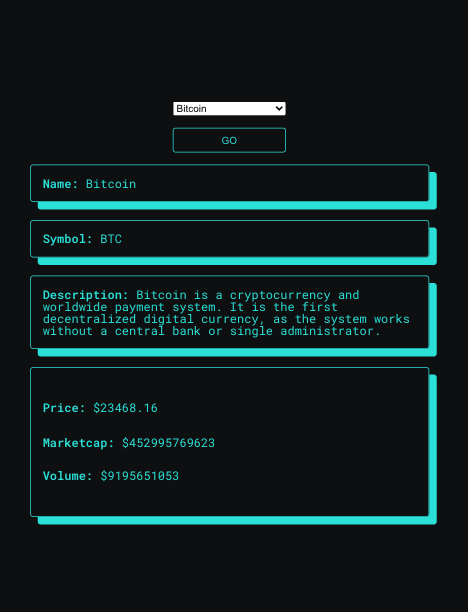 Bitcoin
GO
Name: Bitcoin
Symbol: BTC
Description: Bitcoin is a cryptocurrency and
worldwide payment system. It is the first
decentralized digital currency, as the system works
without a central bank or single administrator.
Price: $23468.16
Marketcap: $452995769623
Volume: $9195651053